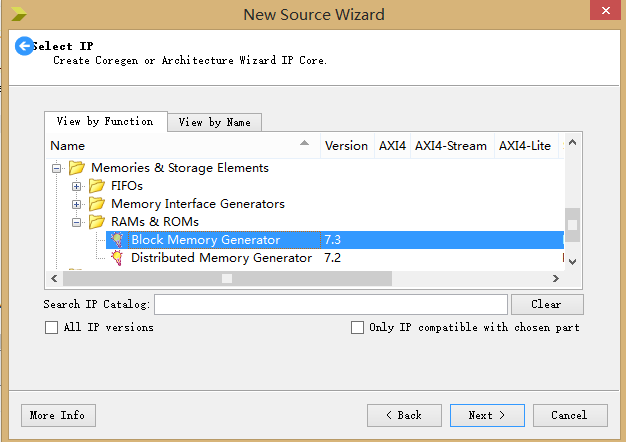 New Source Wizard
Select IP
Create Coregen or Architecture Wizard IP Core.
View by Function View by Name
Name Version AXI4 AXI4-Stream AXI4-Lite
Memories & Storage Elements
FIFOs
Memory Interface Generators
RAMs & ROMs
Block Memory Generator 7.3
Distributed Memory Generator 7.2
Search IP Catalog: Clear
All IP versions Only IP compatible with chosen part
More Info < Back Next > Cancel